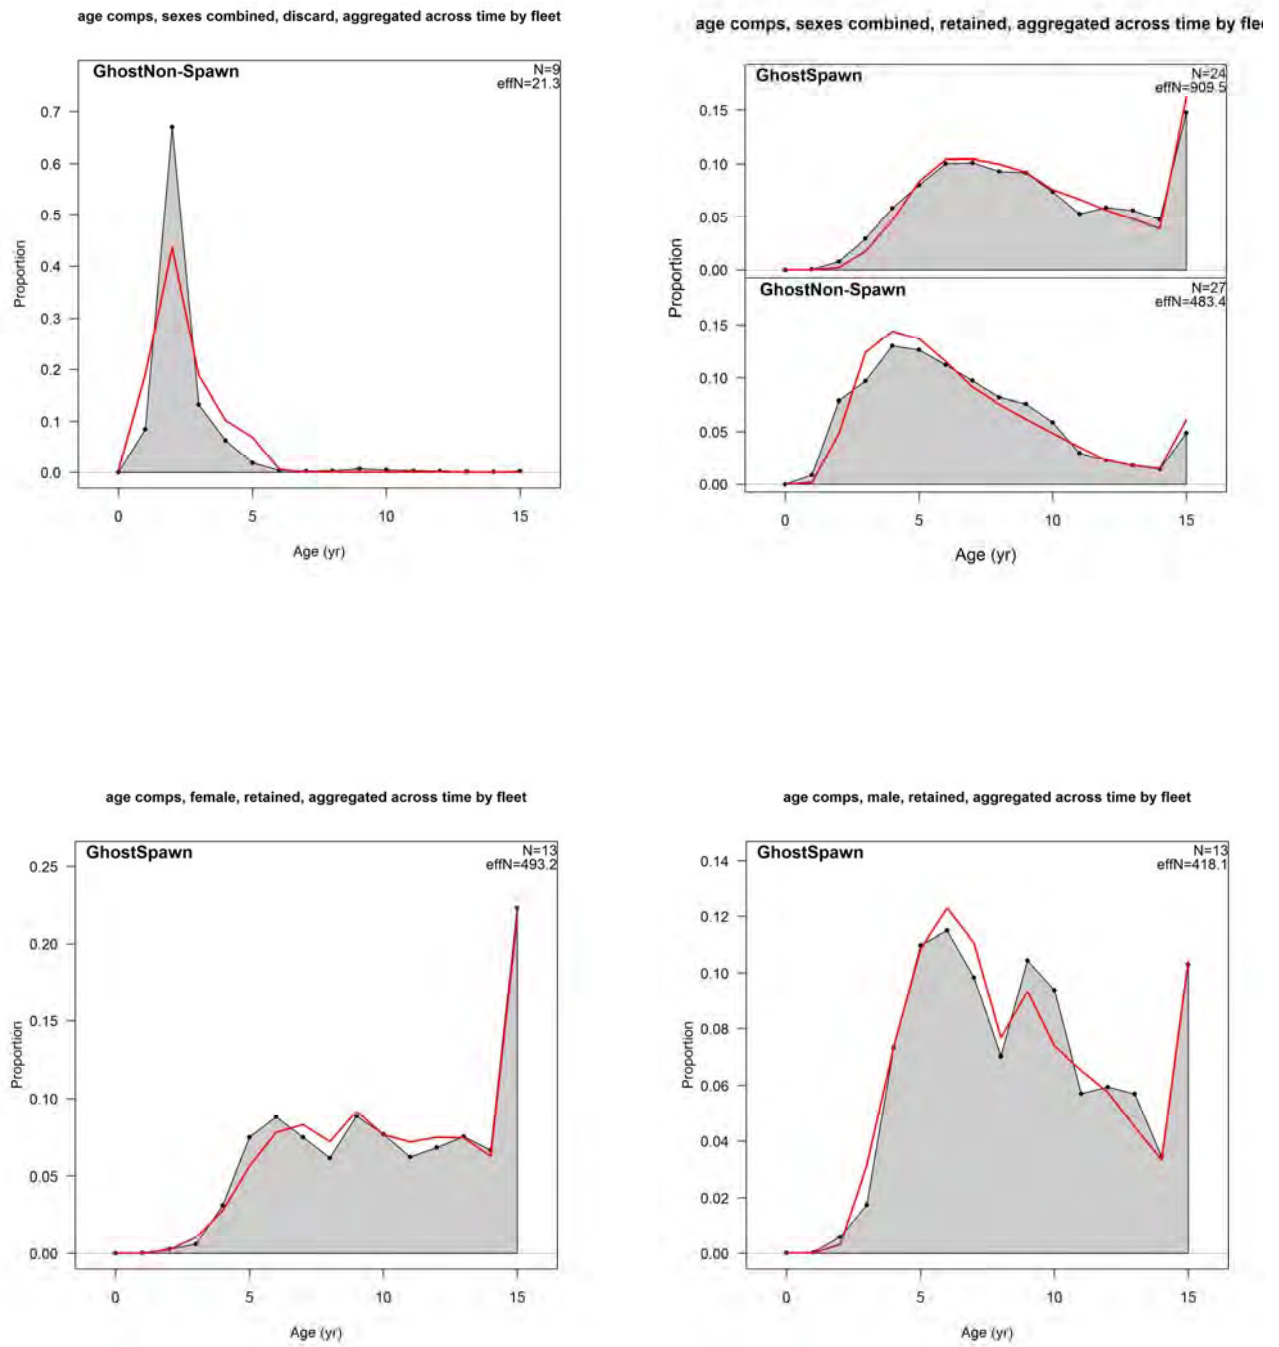 age comps, sexes combined, discard, aggregated across time by fleet
GhostNon-Spawn
N=9
effN=21.3
0.7
0.6
0.5
0.4
0.3
0.2
0.1
0.0
Proportion
0 5 10 15
Age (yr)
age comps, sexes combined, retained, aggregated across time by flee
GhostSpawn
N=24
effN=909.5
0.15
0.10
0.05
0.00
GhostNon-Spawn
N=27
effN=483.4
0.15
0.10
0.05
0.00
Proportion
0 5 10 15
Age (yr)
age comps, female, retained, aggregated across time by fleet
GhostSpawn
N=13
effN=493.2
0.25
0.20
0.15
0.10
0.05
0.00
Proportion
0 5 10 15
Age (yr)
age comps, male, retained, aggregated across time by fleet
GhostSpawn
N=13
effN=418.1
0.14
0.12
0.10
0.08
0.06
0.04
0.02
0.00
Proportion
0 5 10 15
Age (yr)